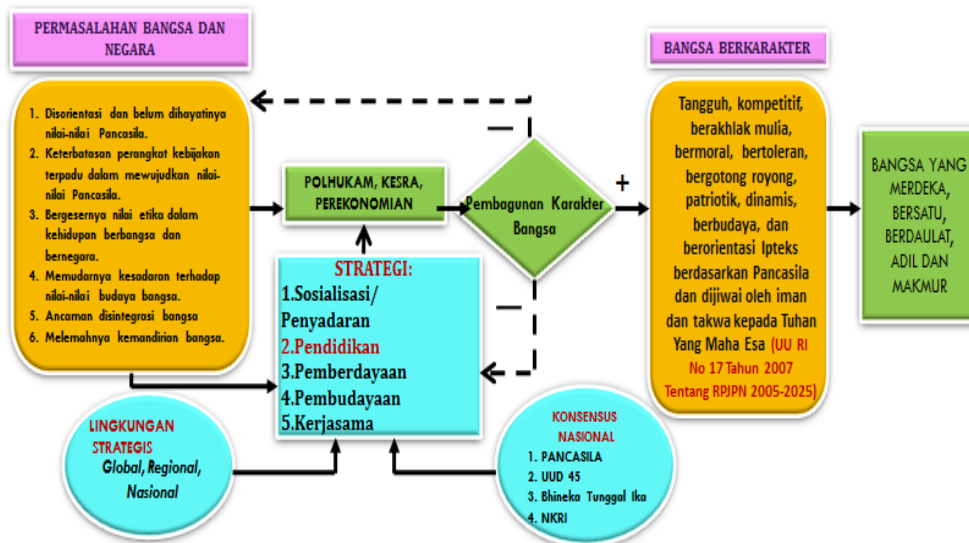 PERMASALAHAN BANGSA DAN
NEGARA
1. Disorientasi dan belum dihayatinya
nilai-nilai Pancasila.
2. Keterbatasan perangkat kebijakan
terpadu dalam mewujudkan nilai-
nilai Pancasila.
3. Bergesernya nilai etika dalam
kehidupan berbangsa dan
bernegara.
4. Memudarnya kesadaran terhadap
nilai-nilai budaya bangsa.
5. Ancaman disintegrasi bangsa
6. Melemahnya kemandirian bangsa.
LINGKUNGAN
STRATEGIS
Global, Regional,
Nasional
POLHUKAM, KESRA,
PEREKONOMIAN
STRATEGI:
1.Sosialisasi/
Penyadaran
2.Pendidikan
3.Pemberdayaan
4.Pembudayaan
5.Kerjasama
KONSENSUS
NASIONAL
1. PANCASILA
2. UUD 45
3. Bhineka Tunggal Ika
4. NKRI
—
Pembagunan Karakter
Bangsa
+
—
BANGSA BERKARAKTER
Tangguh, kompetitif,
berakhlak mulia,
bermoral, bertoleran,
bergotong royong,
patriotik, dinamis,
berbudaya, dan
berorientasi Ipteks
berdasarkan Pancasila
dan dijiwai oleh iman
dan takwa kepada Tuhan
Yang Maha Esa (UU RI
No 17 Tahun 2007
Tentang RPJPN 2005-2025)
BANGSA YANG
MERDEKA,
BERSATU,
BERDAULAT,
ADIL DAN
MAKMUR